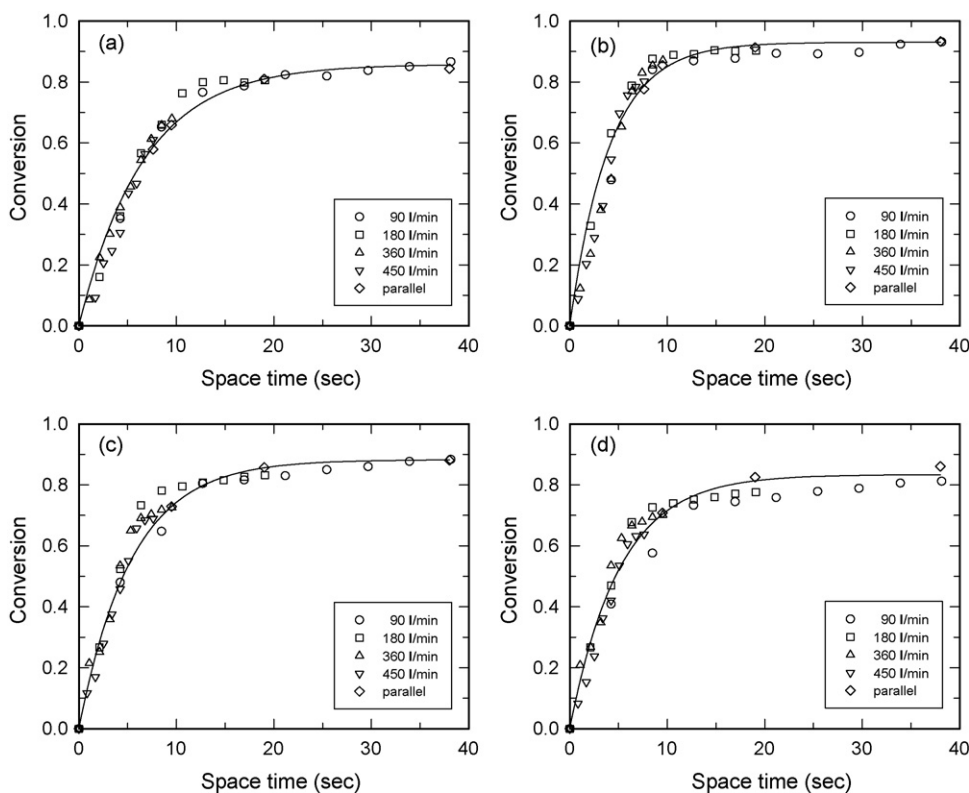 (a)
Conversion
1.0
0.8
0.6
0.4
0.2
0.0
90 l/min
180 l/min
360 l/min
450 l/min
parallel
0 10 20 30 40
Space time (sec)
(b)
Conversion
1.0
0.8
0.6
0.4
0.2
0.0
90 l/min
180 l/min
360 l/min
450 l/min
parallel
0 10 20 30 40
Space time (sec)
(c)
Conversion
1.0
0.8
0.6
0.4
0.2
0.0
90 l/min
180 l/min
360 l/min
450 l/min
parallel
0 10 20 30 40
Space time (sec)
(d)
Conversion
1.0
0.8
0.6
0.4
0.2
0.0
90 l/min
180 l/min
360 l/min
450 l/min
parallel
0 10 20 30 40
Space time (sec)